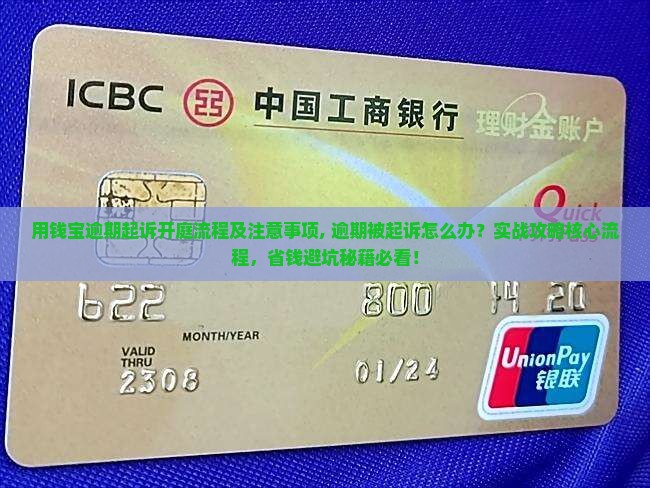 ICBC 中国工商银行 理财金账户
Quick
用钱宝逾期起诉开庭流程及注意事项, 逾期被起诉怎么办？实战攻略核心流
程，省钱避坑秘藉必看！
622 800 14 20
MONTH/YEAR
VALID
THRU
2308 01/24
UnionPay
银联